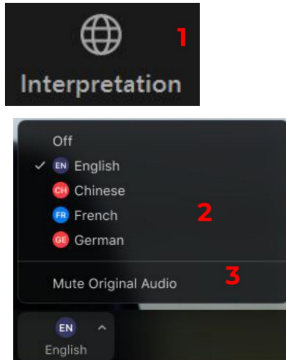 1
Interpretation
Off
✓ EN English
CH Chinese
FR French
2
GE German
Mute Original Audio 3
EN ^
English